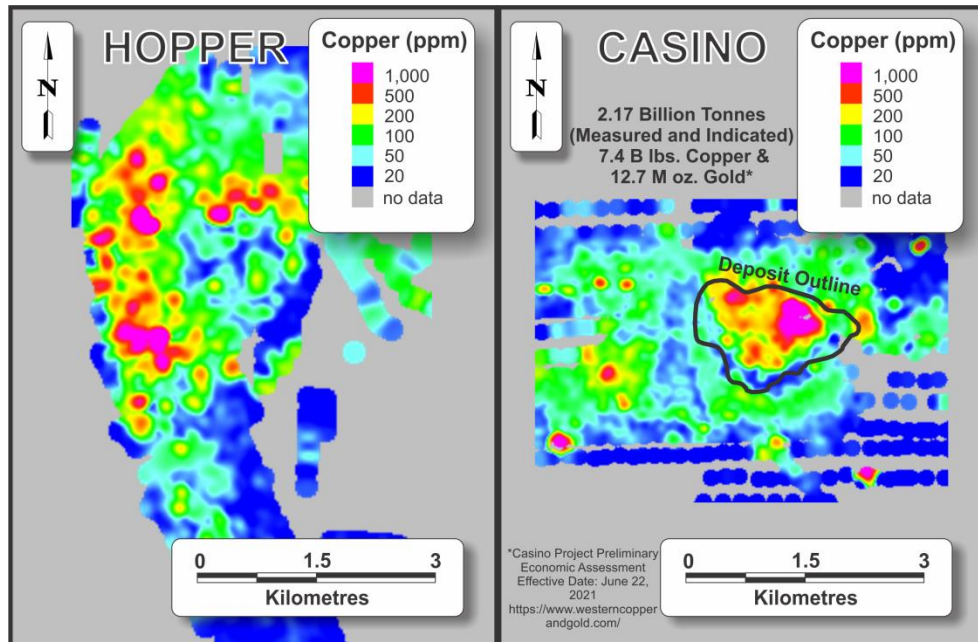 HOPPER
N
Copper (ppm)
1,000
500
200
100
50
20
no data
0 1.5 3
Kilometres
CASINO
N
Copper (ppm)
1,000
500
200
100
50
20
no data
2.17 Billion Tonnes
(Measured and Indicated)
7.4 B lbs. Copper &
12.7 M oz. Gold*
Deposit Outline
*Casino Project Preliminary
Economic Assessment
Effective Date: June 22,
2021
https://www.westerncopper
andgold.com/
0 1.5 3
Kilometres